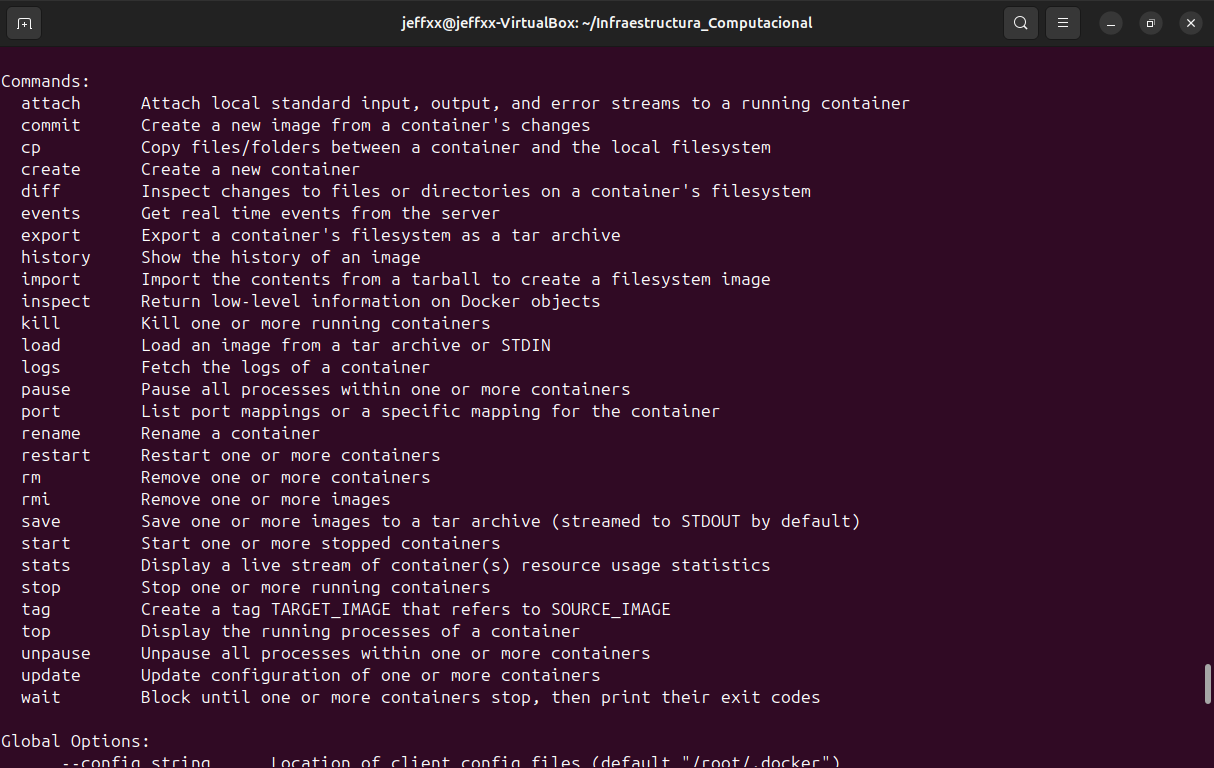 jeffxx@jeffxx-VirtualBox: ~/Infraestructura_Computacional
Commands:
  attach      Attach local standard input, output, and error streams to a running container
  commit      Create a new image from a container's changes
  cp          Copy files/folders between a container and the local filesystem
  create      Create a new container
  diff        Inspect changes to files or directories on a container's filesystem
  events      Get real time events from the server
  export      Export a container's filesystem as a tar archive
  history     Show the history of an image
  import      Import the contents from a tarball to create a filesystem image
  inspect     Return low-level information on Docker objects
  kill        Kill one or more running containers
  load        Load an image from a tar archive or STDIN
  logs        Fetch the logs of a container
  pause       Pause all processes within one or more containers
  port        List port mappings or a specific mapping for the container
  rename      Rename a container
  restart     Restart one or more containers
  rm          Remove one or more containers
  rmi         Remove one or more images
  save        Save one or more images to a tar archive (streamed to STDOUT by default)
  start       Start one or more stopped containers
  stats       Display a live stream of container(s) resource usage statistics
  stop        Stop one or more running containers
  tag         Create a tag TARGET_IMAGE that refers to SOURCE_IMAGE
  top         Display the running processes of a container
  unpause     Unpause all processes within one or more containers
  update      Update configuration of one or more containers
  wait        Block until one or more containers stop, then print their exit codes
Global Options:
      --config string      Location of client config files (default "/root/.docker")